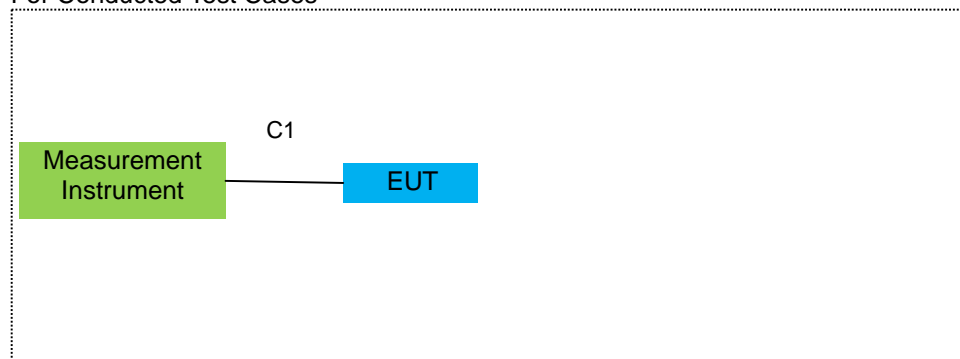 For Conducted Test Cases
C1
Measurement
Instrument
EUT